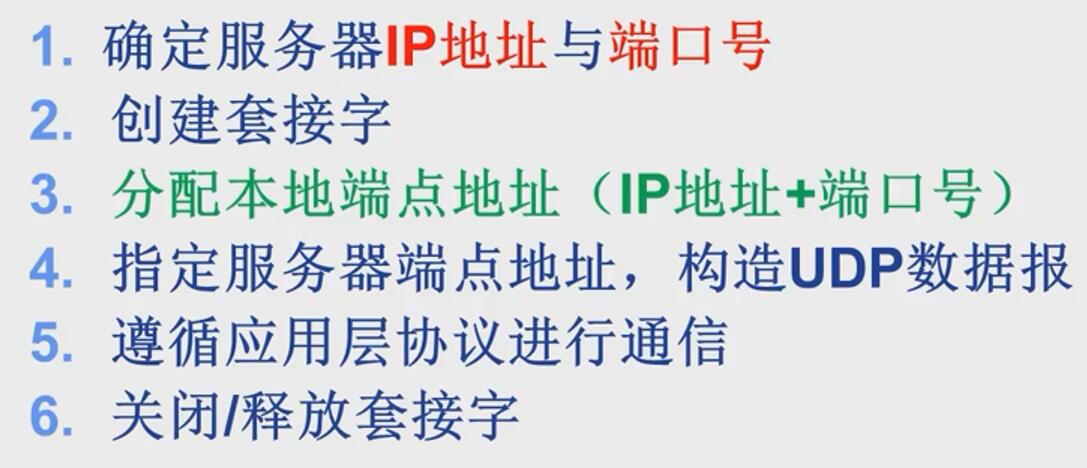 1. 确定服务器IP地址与端口号
2. 创建套接字
3. 分配本地端点地址（IP地址+端口号）
4. 指定服务器端点地址，构造UDP数据报
5. 遵循应用层协议进行通信
6. 关闭/释放套接字